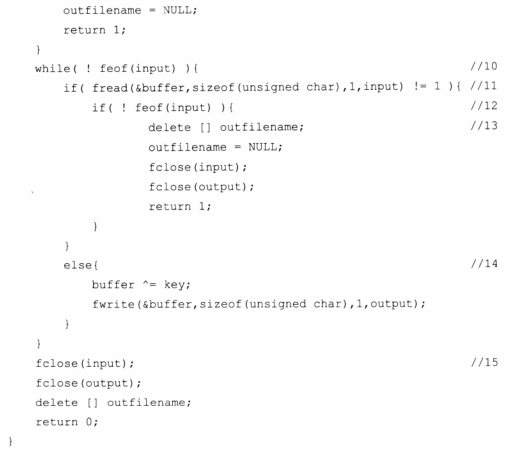 outfilename = NULL;
return 1;
}
while( ! feof(input) ){ //10
if( fread(&buffer,sizeof(unsigned char),1,input) != 1 ){ //11
if( ! feof(input) ){ //12
delete [] outfilename; //13
outfilename = NULL;
fclose(input);
fclose(output);
return 1;
}
}
else{ //14
buffer ^= key;
fwrite(&buffer,sizeof(unsigned char),1,output);
}
}
fclose(input); //15
fclose(output);
delete [] outfilename;
return 0;
}